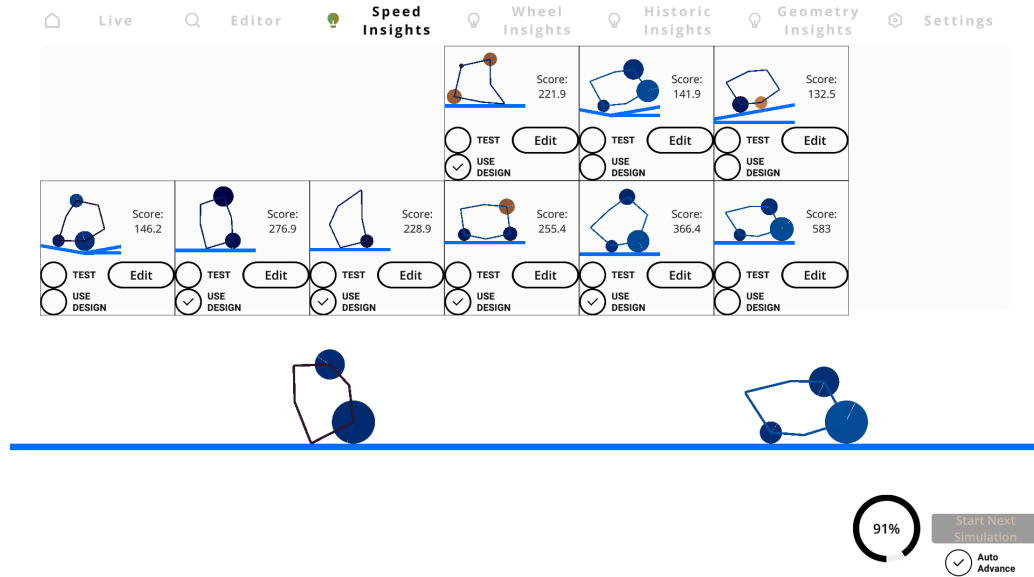 Live
Editor
Speed
Insights
Wheel
Insights
Historic
Insights
Geometry
Insights
Settings
Score:
221.9
TEST
Edit
USE
DESIGN
Score:
141.9
TEST
Edit
USE
DESIGN
Score:
132.5
TEST
Edit
USE
DESIGN
Score:
146.2
TEST
Edit
USE
DESIGN
Score:
276.9
TEST
Edit
USE
DESIGN
Score:
228.9
TEST
Edit
USE
DESIGN
Score:
255.4
TEST
Edit
USE
DESIGN
Score:
366.4
TEST
Edit
USE
DESIGN
Score:
583
TEST
Edit
USE
DESIGN
91%
Start Next
Simulation
Auto
Advance